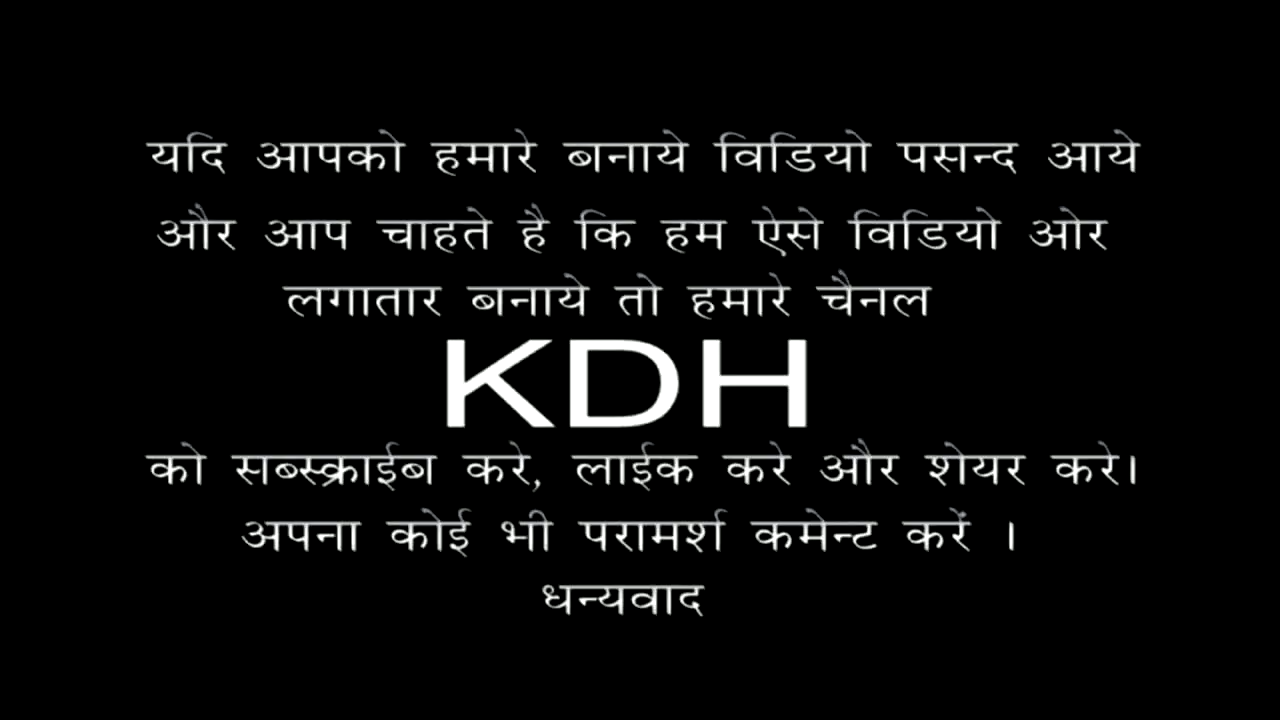 यदि आपको हमारे बनाये विडियो पसन्द आये
और आप चाहते है कि हम ऐसे विडियो ओर
लगातार बनाये तो हमारे चैनल
KDH
को सब्स्क्राईब करे, लाईक करे और शेयर करे।
अपना कोई भी परामर्श कमेन्ट करें ।
धन्यवाद